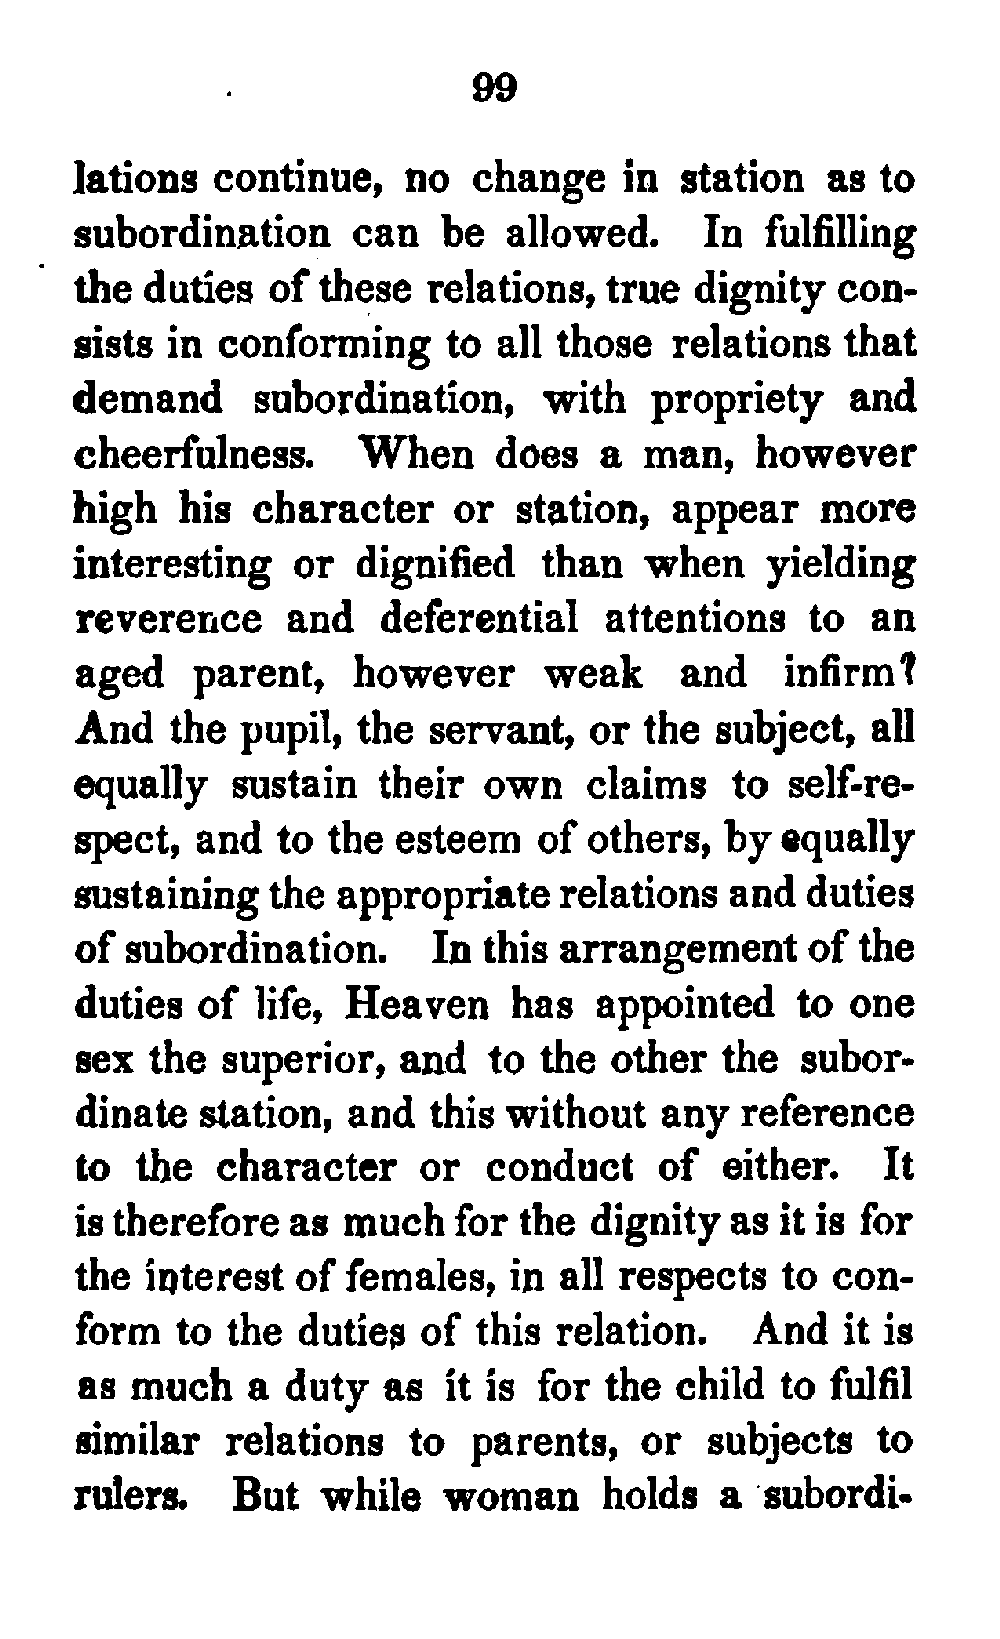 99
lations continue, no change in station as to
subordination can be allowed. In fulfilling
the duties of these relations, true dignity con-
sists in conforming to all those relations that
demand subordination, with propriety and
cheerfulness. When does a man, however
high his character or station, appear more
interesting or dignified than when yielding
reverence and deferential attentions to an
aged parent, however weak and infirm?
And the pupil, the servant, or the subject, all
equally sustain their own claims to self-re-
spect, and to the esteem of others, by equally
sustaining the appropriate relations and duties
of subordination. In this arrangement of the
duties of life, Heaven has appointed to one
sex the superior, and to the other the subor-
dinate station, and this without any reference
to the character or conduct of either. It
is therefore as much for the dignity as it is for
the interest of females, in all respects to con-
form to the duties of this relation. And it is
as much a duty as it is for the child to fulfil
similar relations to parents, or subjects to
rulers. But while woman holds a subordi-